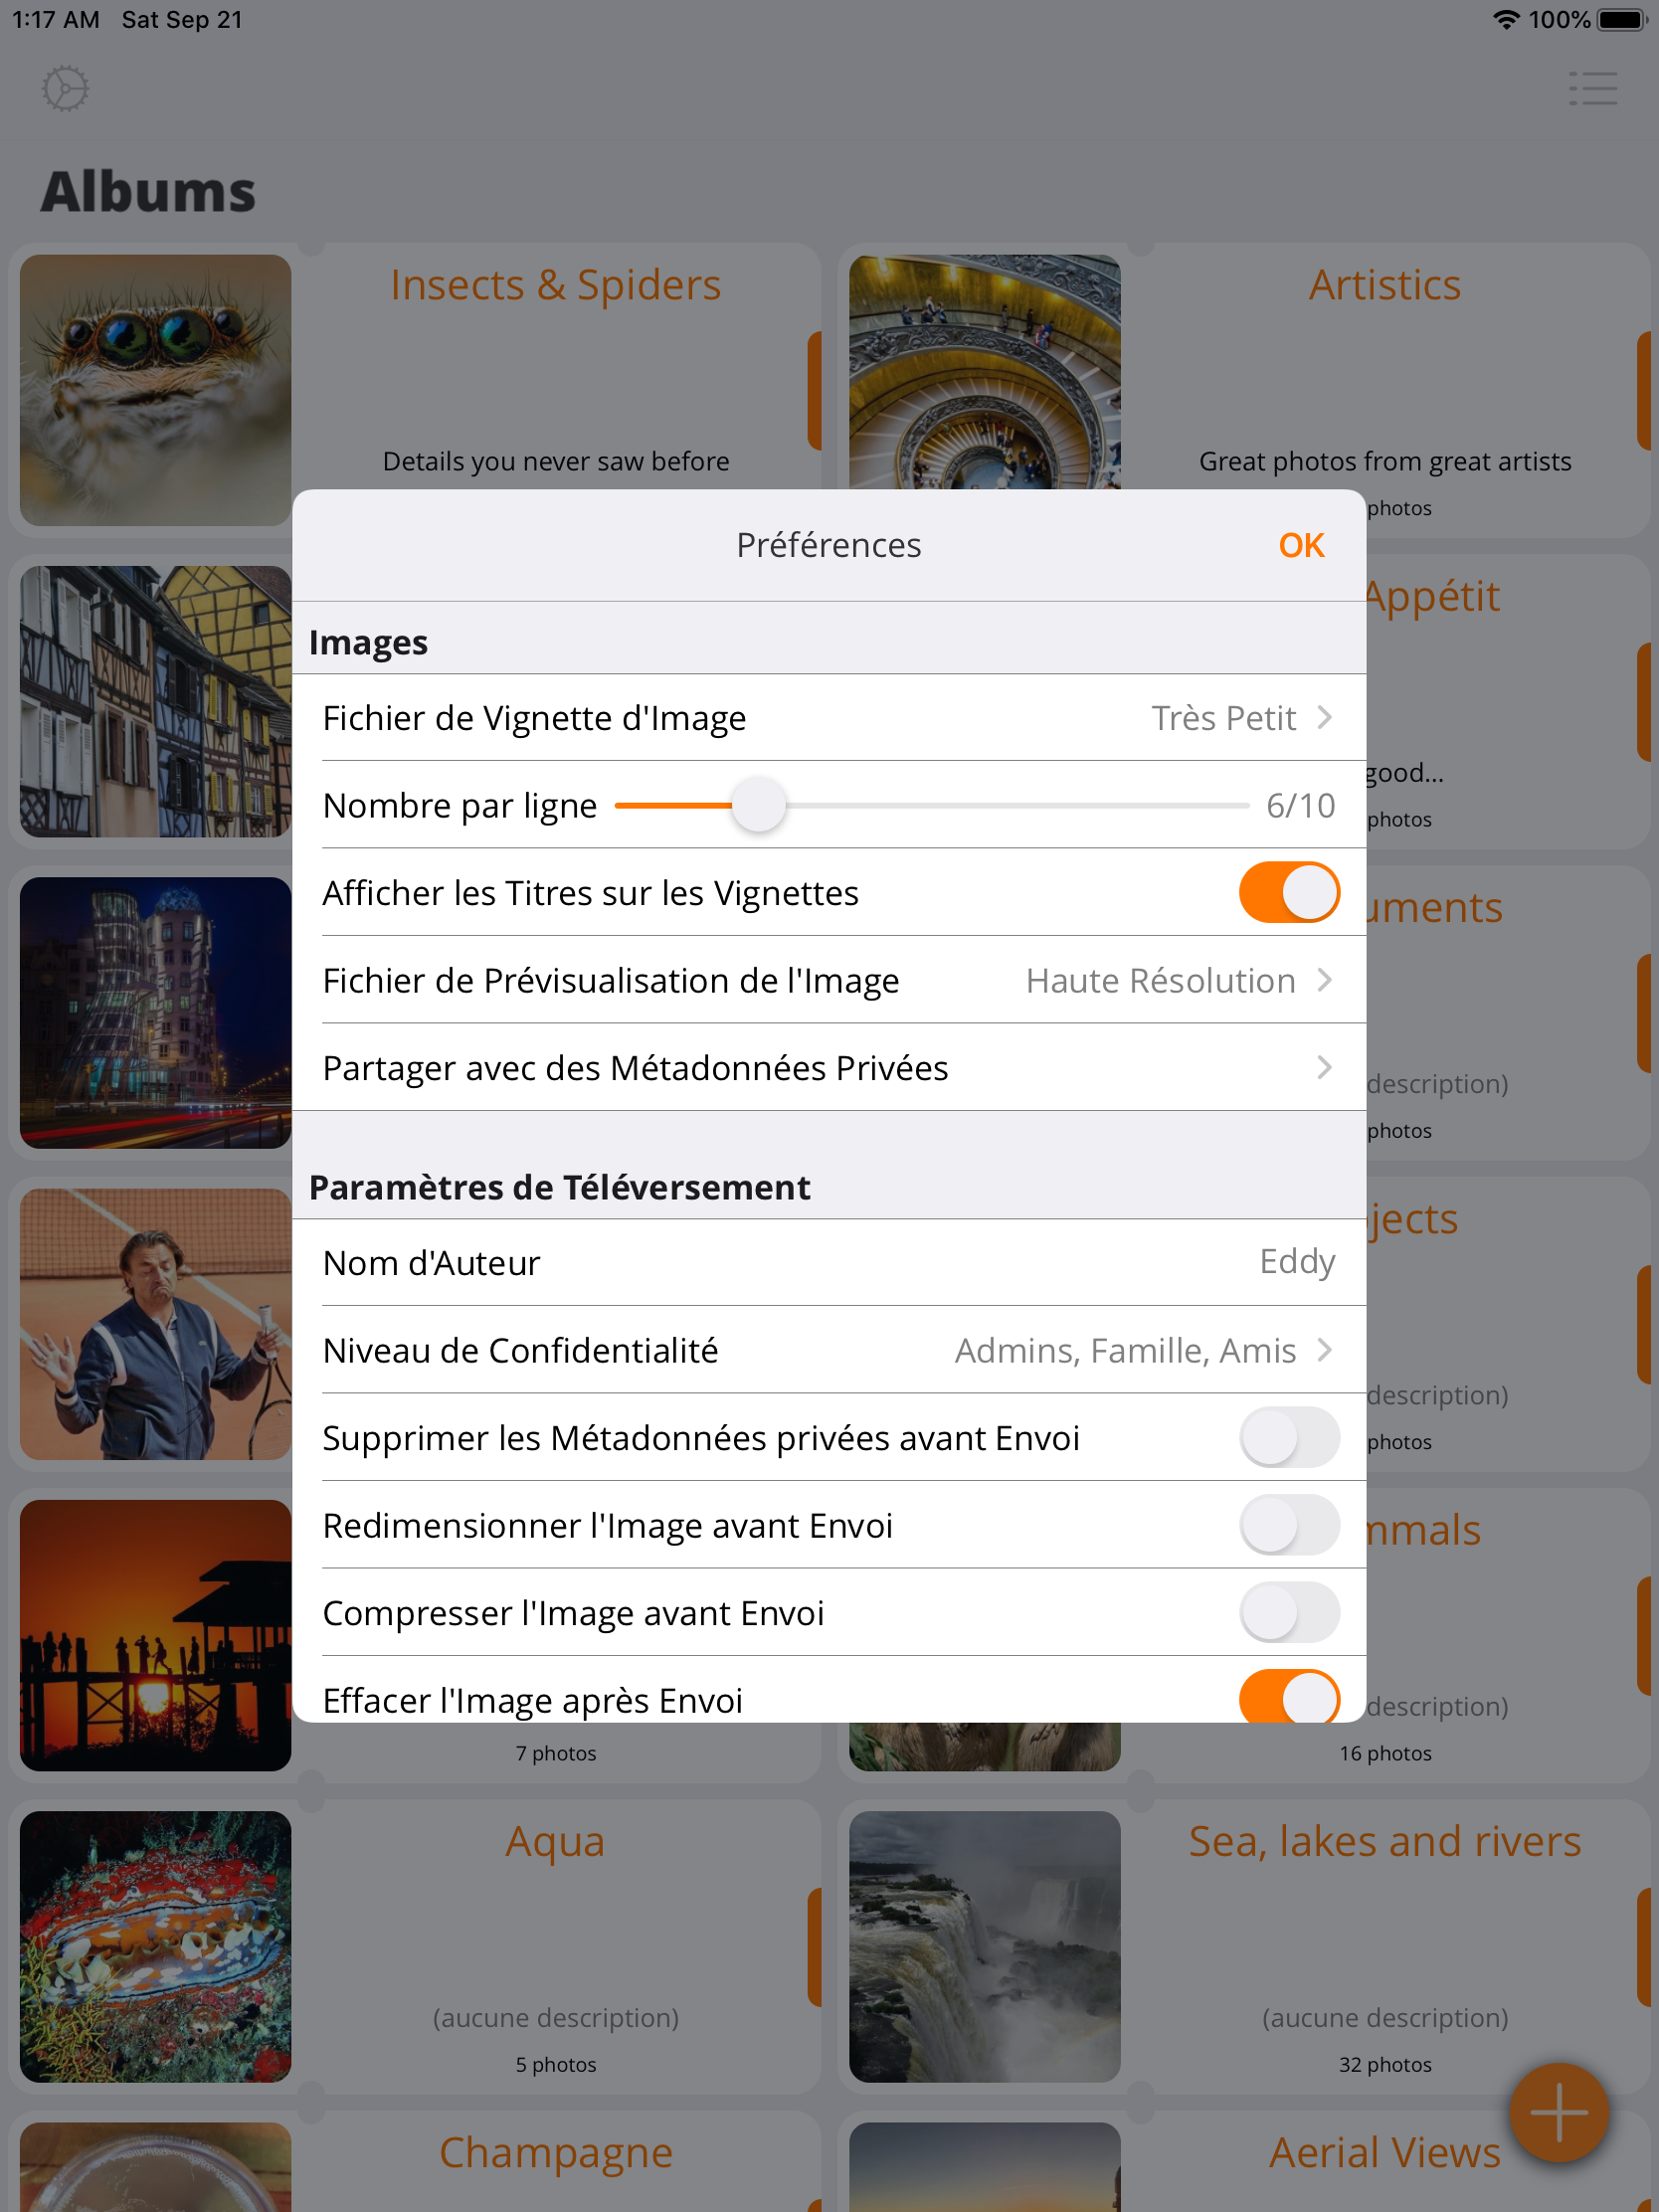 1:17 AM Sat Sep 21
100%
Albums
Insects & Spiders
Details you never saw before
Artistics
Great photos from great artists
photos
Appétit
good...
photos
uments
description)
photos
jects
description)
photos
mmals
description)
16 photos
Préférences
OK
Images
Fichier de Vignette d'Image Très Petit
Nombre par ligne 6/10
Afficher les Titres sur les Vignettes
Fichier de Prévisualisation de l'Image Haute Résolution
Partager avec des Métadonnées Privées
Paramètres de Téléversement
Nom d'Auteur Eddy
Niveau de Confidentialité Admins, Famille, Amis
Supprimer les Métadonnées privées avant Envoi
Redimensionner l'Image avant Envoi
Compresser l'Image avant Envoi
Effacer l'Image après Envoi
7 photos
Aqua
(aucune description)
5 photos
Sea, lakes and rivers
(aucune description)
32 photos
Champagne
Aerial Views